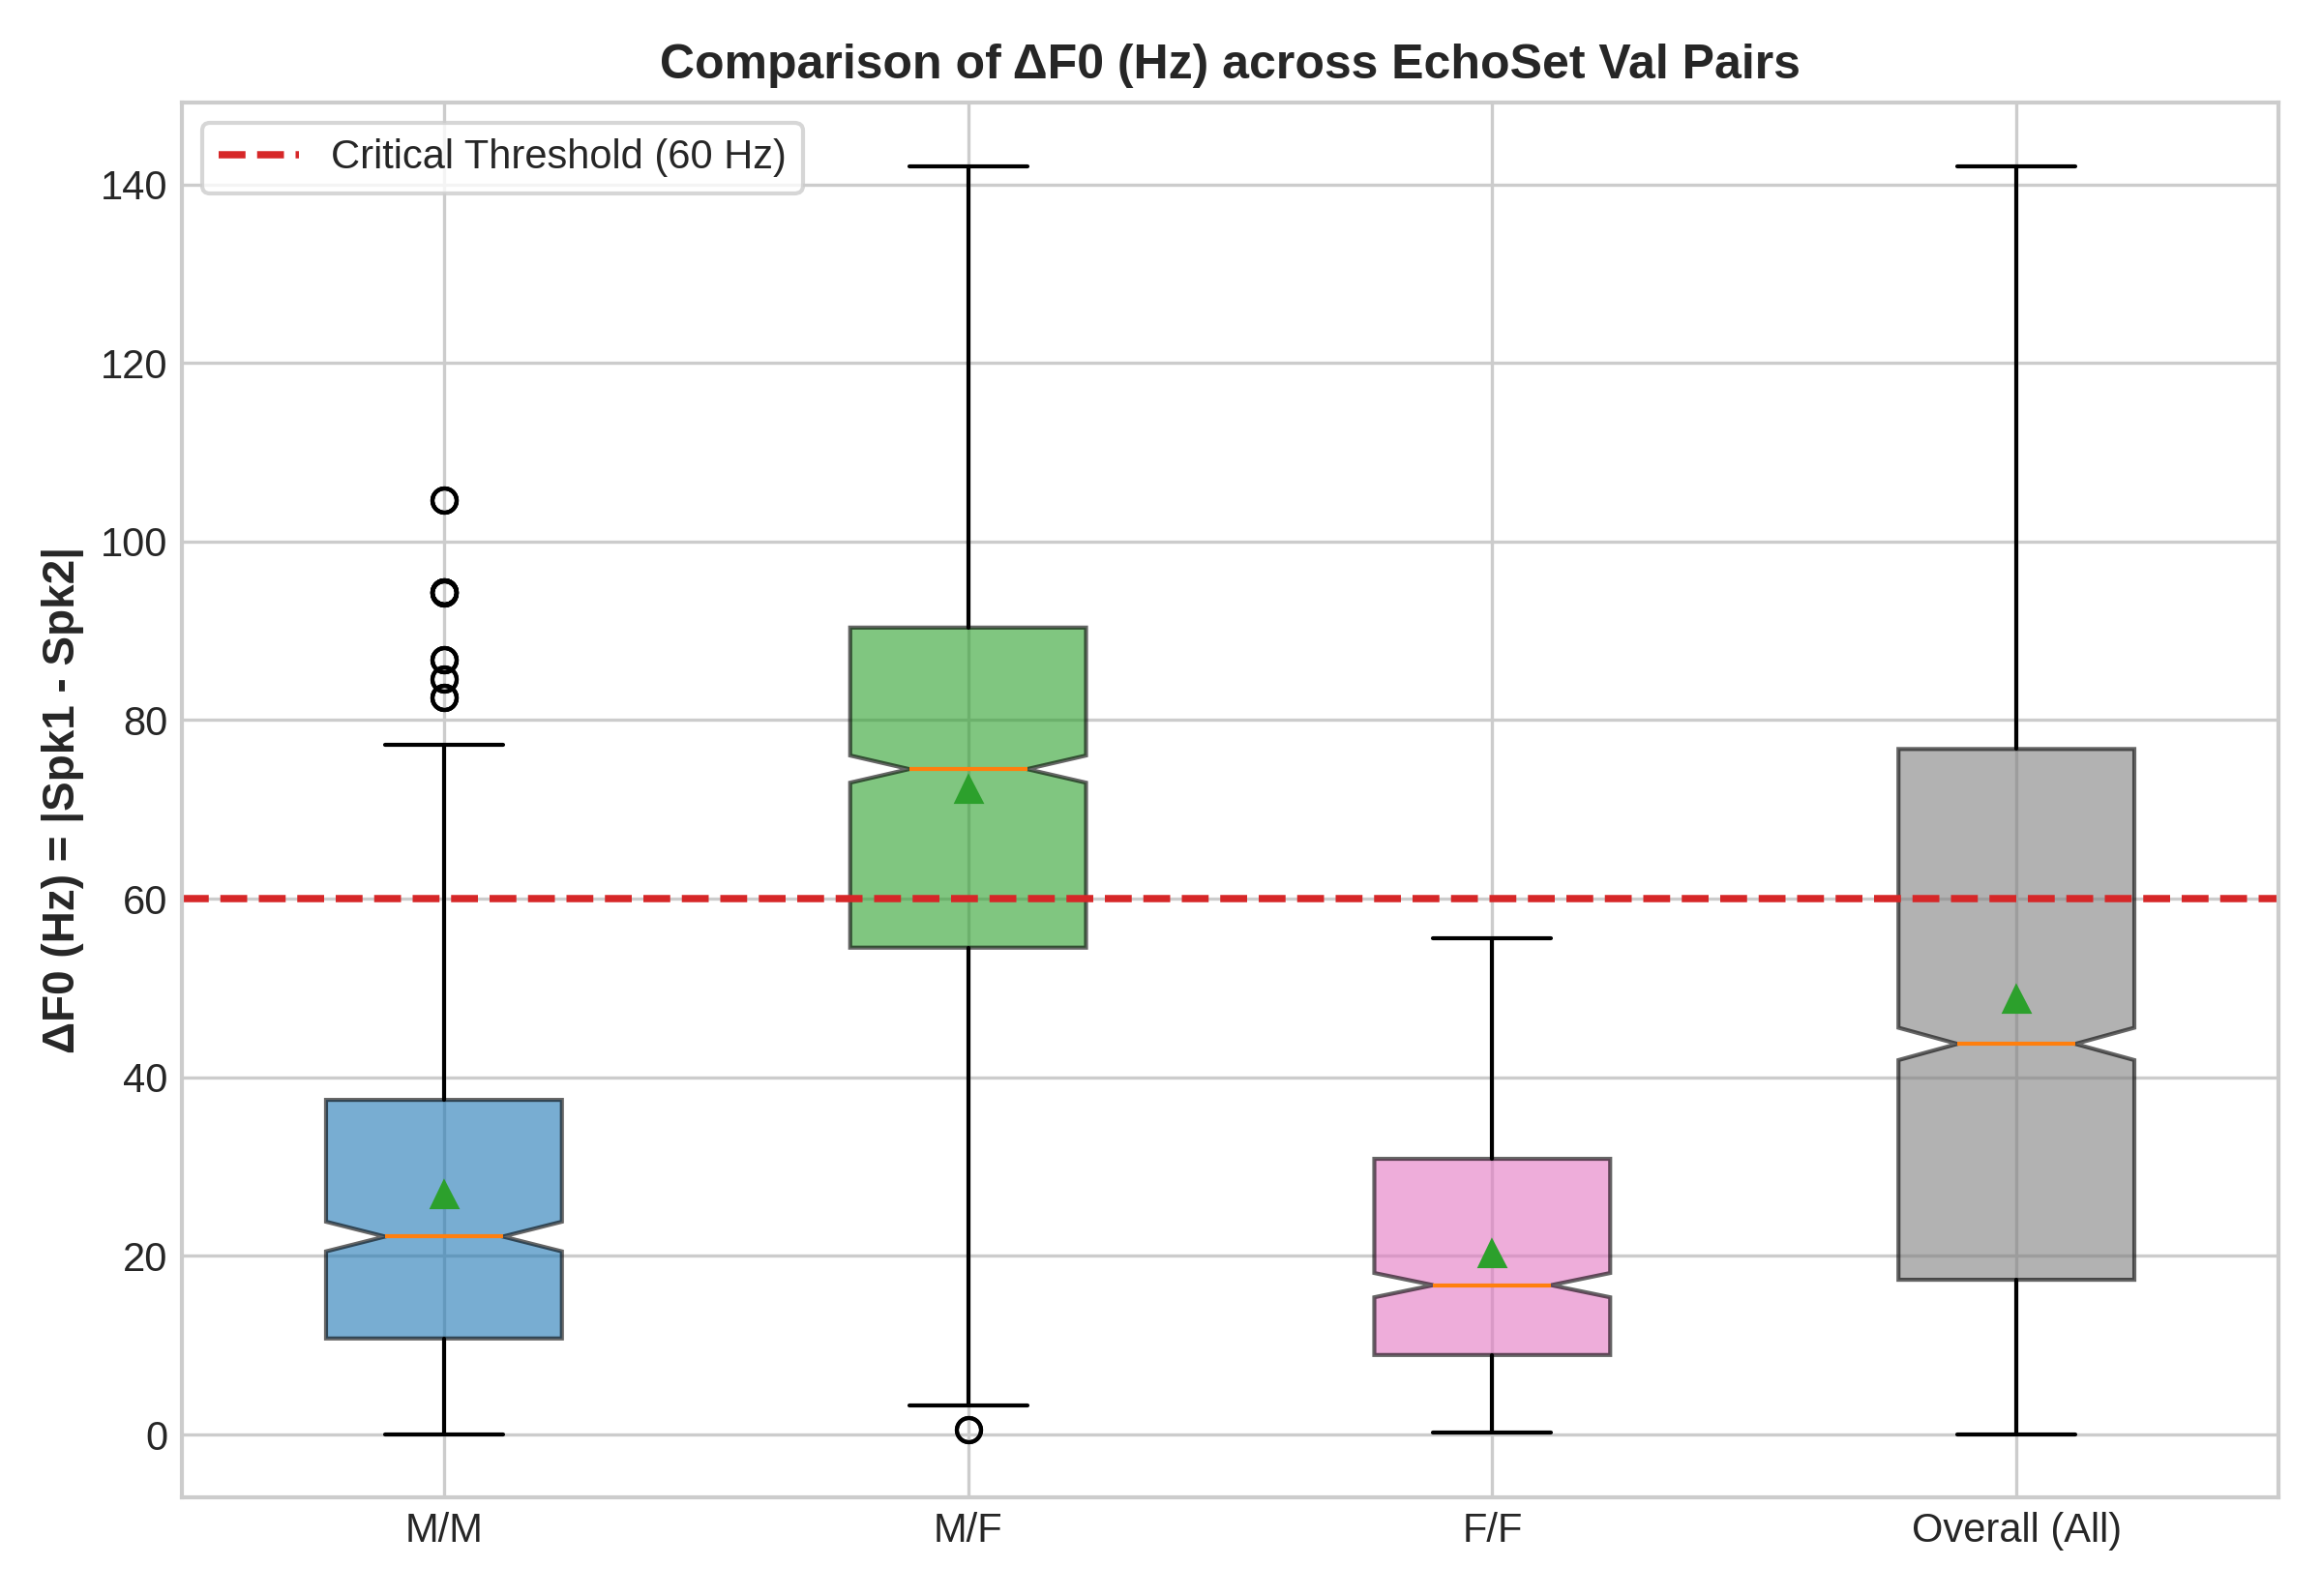 Comparison of ΔF0 (Hz) across EchoSet Val Pairs
Critical Threshold (60 Hz)
ΔF0 (Hz) = |Spk1 - Spk2|
140
120
100
80
60
40
20
0
M/M
M/F
F/F
Overall (All)